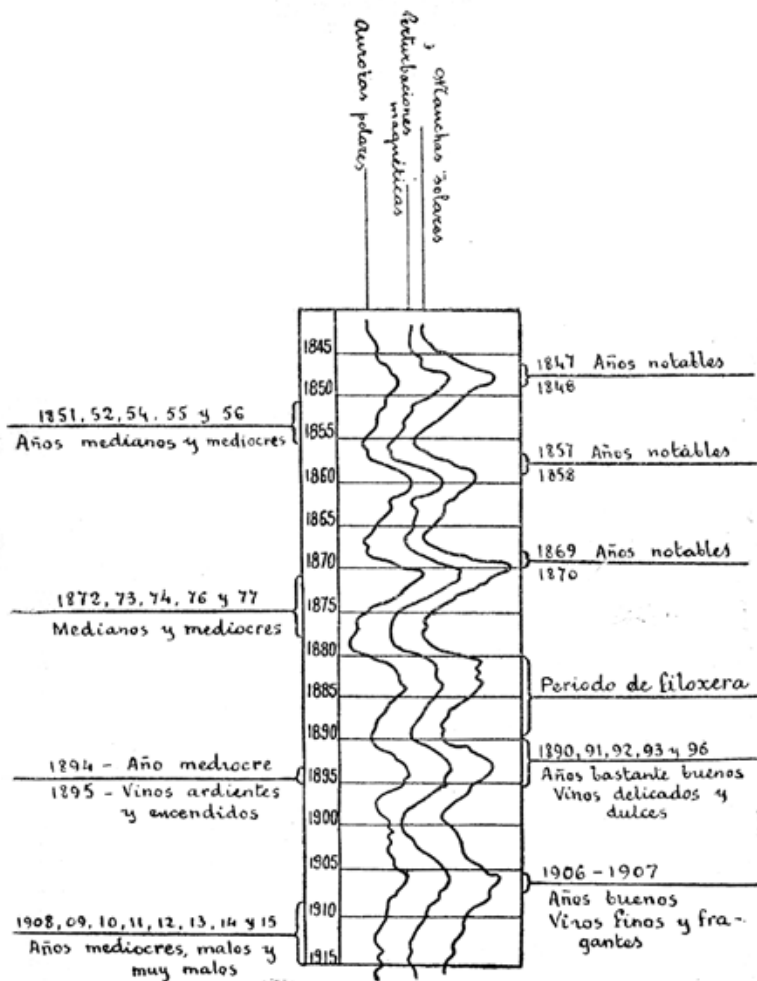 Auroras polares
Perturbaciones
magnéticas
y Manchas solares
1845
1850
1855
1860
1865
1870
1875
1880
1885
1890
1895
1900
1905
1910
1915
1851, 52, 54. 55 y 56
Años medianos y mediocres
1872, 73, 74, 76 y 77
Medianos y mediocres
1894 - Año mediocre
1895 - Vinos ardientes
y encendidos
1908, 09, 10, 11, 12, 13, 14 y 15
Años mediocres, malos y
muy malos
1847 Años notables
1848
1857 Años notables
1858
1869 Años notables
1870
Periodo de filoxera
1890, 91, 92, 93 y 96
Años bastante buenos
Vinos delicados y
dulces
1906 - 1907
Años buenos
Vinos finos y fra-
gantes